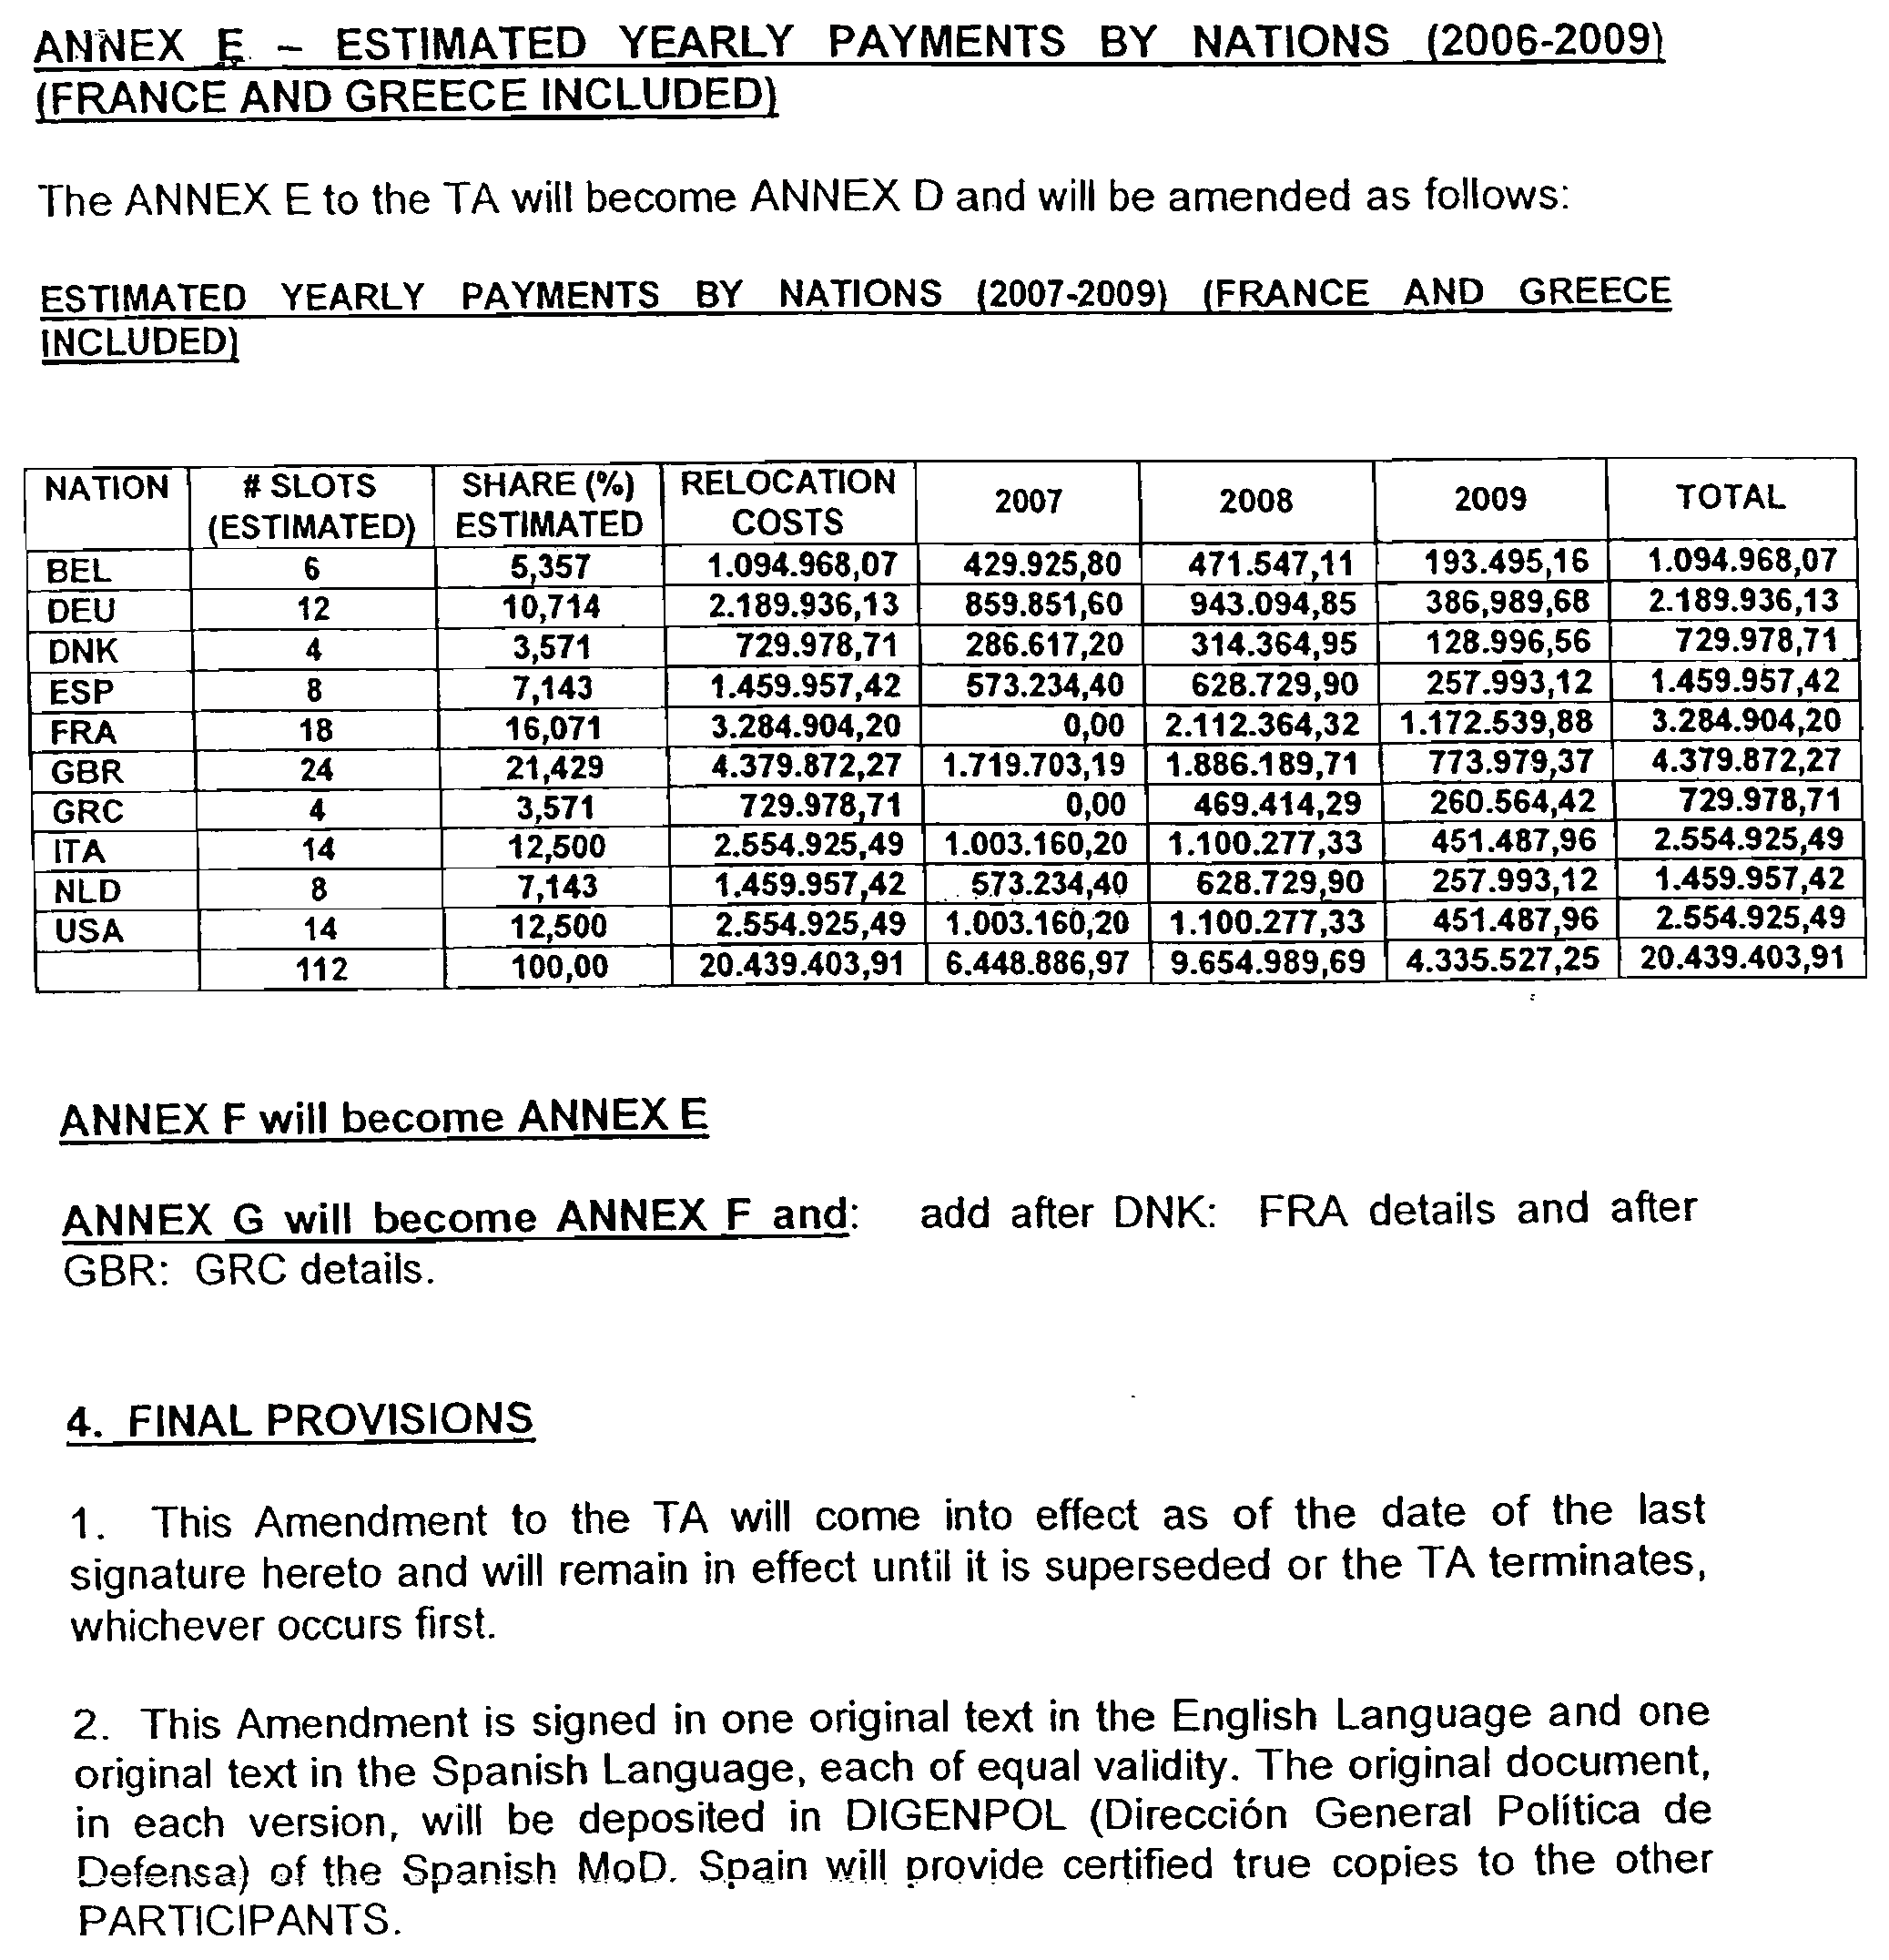 ANNEX E – ESTIMATED YEARLY PAYMENTS BY NATIONS (2006-2009)
(FRANCE AND GREECE INCLUDED)
The ANNEX E to the TA will become ANNEX D and will be amended as follows:
ESTIMATED YEARLY PAYMENTS BY NATIONS (2007-2009) (FRANCE AND GREECE
INCLUDED)
NATION # SLOTS (ESTIMATED) SHARE (%) ESTIMATED RELOCATION COSTS 2007 2008 2009 TOTAL
BEL 6 5,357 1.094.968,07 429.925,80 471.547,11 193.495,16 1.094.968,07
DEU 12 10,714 2.189.936,13 859.851,60 943.094,85 386,989,68 2.189.936,13
DNK 4 3,571 729.978,71 286.617,20 314.364,95 128.996,56 729.978,71
ESP 8 7,143 1.459.957,42 573.234,40 628.729,90 257.993,12 1.459.957,42
FRA 18 16,071 3.284.904,20 0,00 2.112.364,32 1.172.539,88 3.284.904,20
GBR 24 21,429 4.379.872,27 1.719.703,19 1.886.189,71 773.979,37 4.379.872,27
GRC 4 3,571 729.978,71 0,00 469.414,29 260.564,42 729.978,71
ITA 14 12,500 2.554.925,49 1.003.160,20 1.100.277,33 451.487,96 2.554.925,49
NLD 8 7,143 1.459.957,42 573.234,40 628.729,90 257.993,12 1.459.957,42
USA 14 12,500 2.554.925,49 1.003.160,20 1.100.277,33 451.487,96 2.554.925,49
112 100,00 20.439.403,91 6.448.886,97 9.654.989,69 4.335.527,25 20.439.403,91
ANNEX F will become ANNEX E
ANNEX G will become ANNEX F and: add after DNK: FRA details and after
GBR: GRC details.
4. FINAL PROVISIONS
1. This Amendment to the TA will come into effect as of the date of the last
signature hereto and will remain in effect until it is superseded or the TA terminates,
whichever occurs first.
2. This Amendment is signed in one original text in the English Language and one
original text in the Spanish Language, each of equal validity. The original document,
in each version, will be deposited in DIGENPOL (Dirección General Política de
Defensa) of the Spanish MoD. Spain will provide certified true copies to the other
PARTICIPANTS.